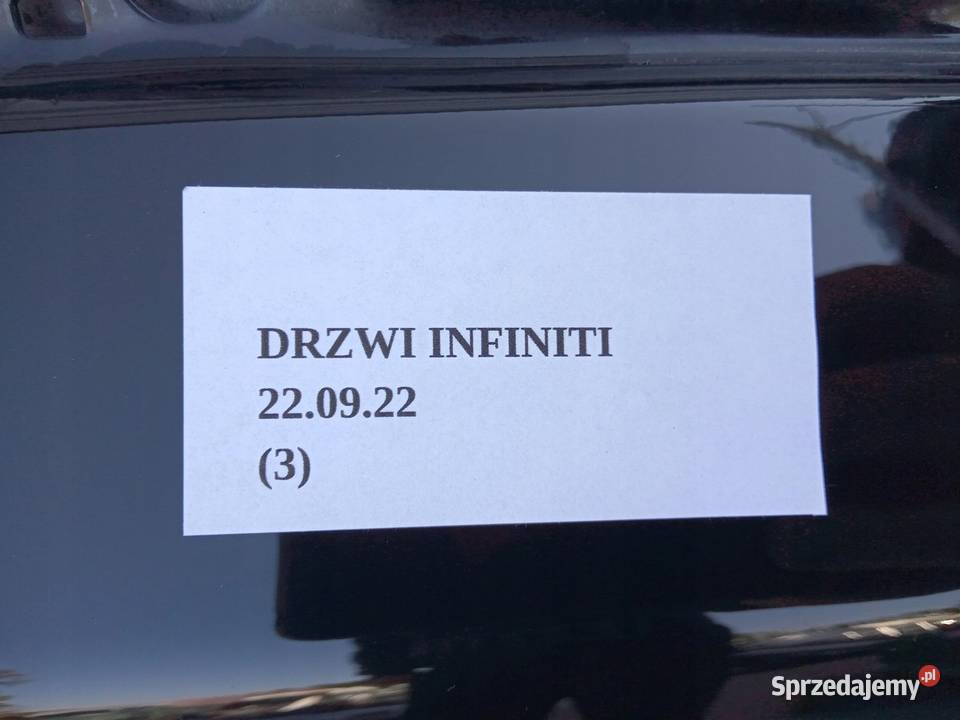 DRZWI INFINITI
22.09.22
(3)
Sprzedajemy.pl